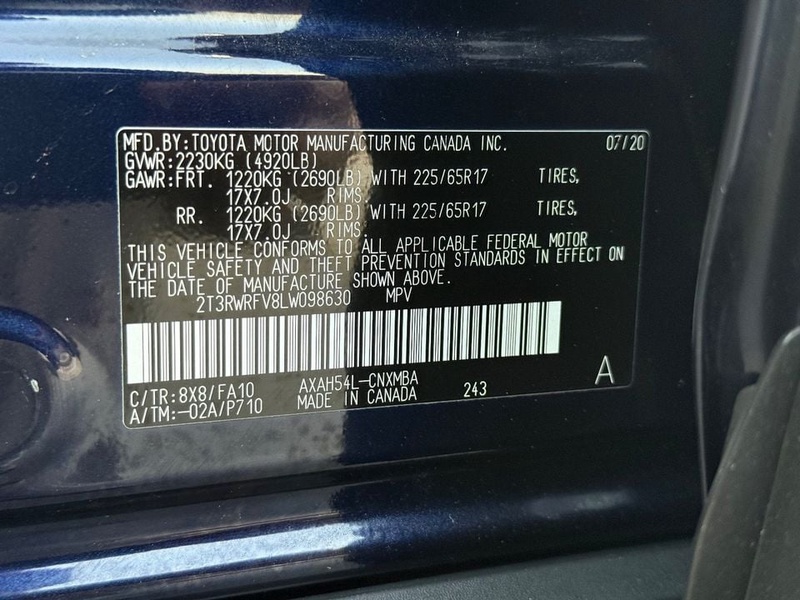 MFD.BY:TOYOTA MOTOR MANUFACTURING CANADA INC. 07/20
GVWR:2230KG (4920LB)
GAWR:FRT. 1220KG (2690LB) WITH 225/65R17 TIRES,
17X7.0J RIMS,
RR. 1220KG (2690LB) WITH 225/65R17 TIRES,
17X7.0J RIMS.
THIS VEHICLE CONFORMS TO ALL APPLICABLE FEDERAL MOTOR
VEHICLE SAFETY AND THEFT PREVENTION STANDARDS IN EFFECT ON
THE DATE OF MANUFACTURE SHOWN ABOVE.
2T3RWRFV8LW098630 MPV
C/TR:8X8/FA10 AXAH54L-CNXMBA 243 A
A/TM:-02A/P710 MADE IN CANADA